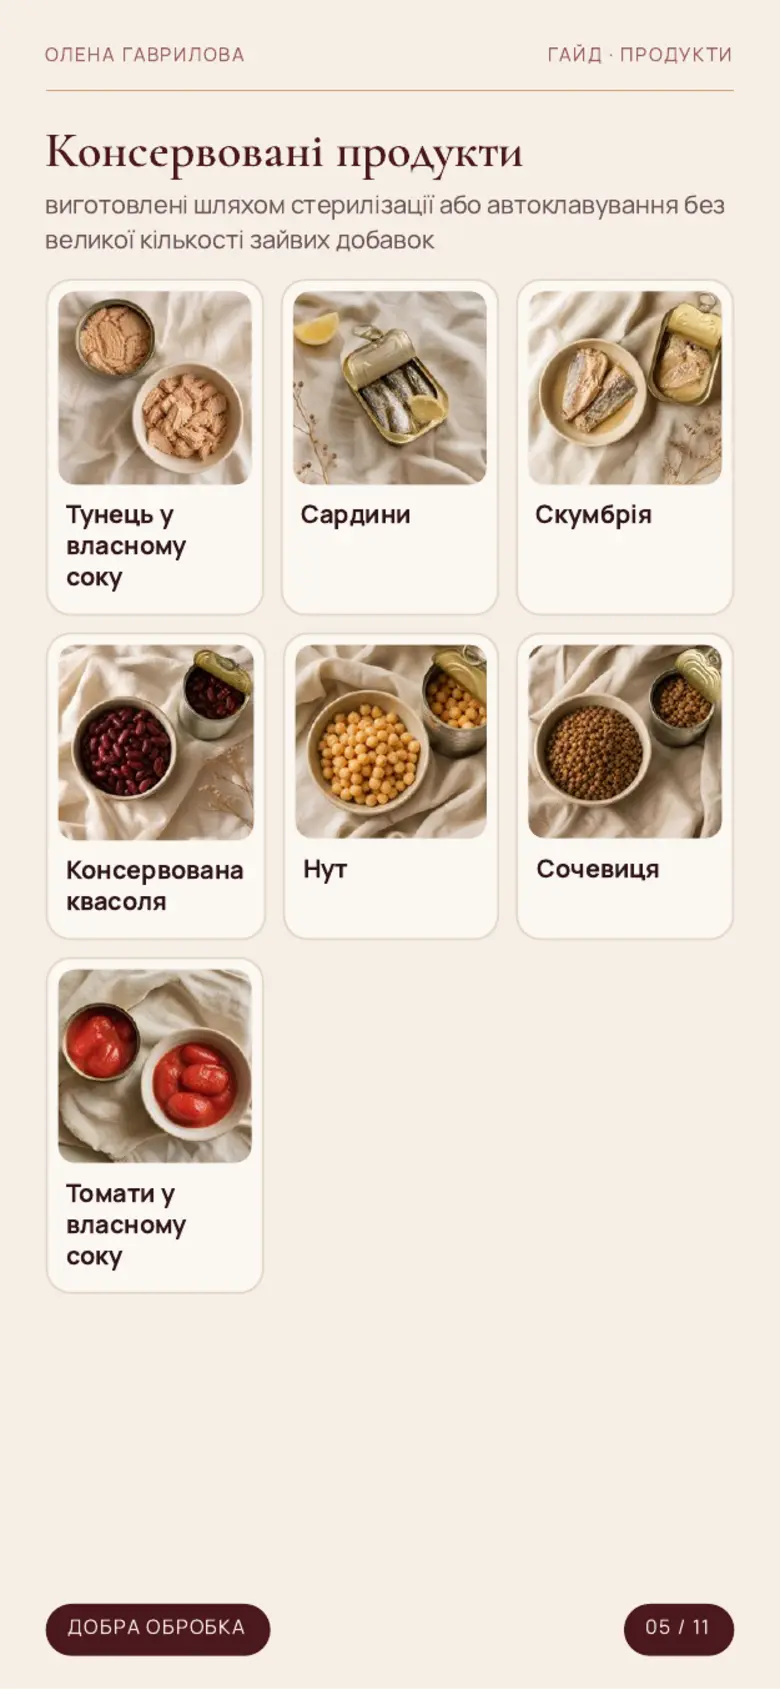 ОЛЕНА ГАВРИЛОВА
ГАЙД · ПРОДУКТИ
Консервовані продукти
виготовлені шляхом стерилізації або автоклавування без
великої кількості зайвих добавок
Тунець у
власному
соку
Сардини
Скумбрія
Консервована
квасоля
Нут
Сочевиця
Томати у
власному
соку
ДОБРА ОБРОБКА
05 / 11